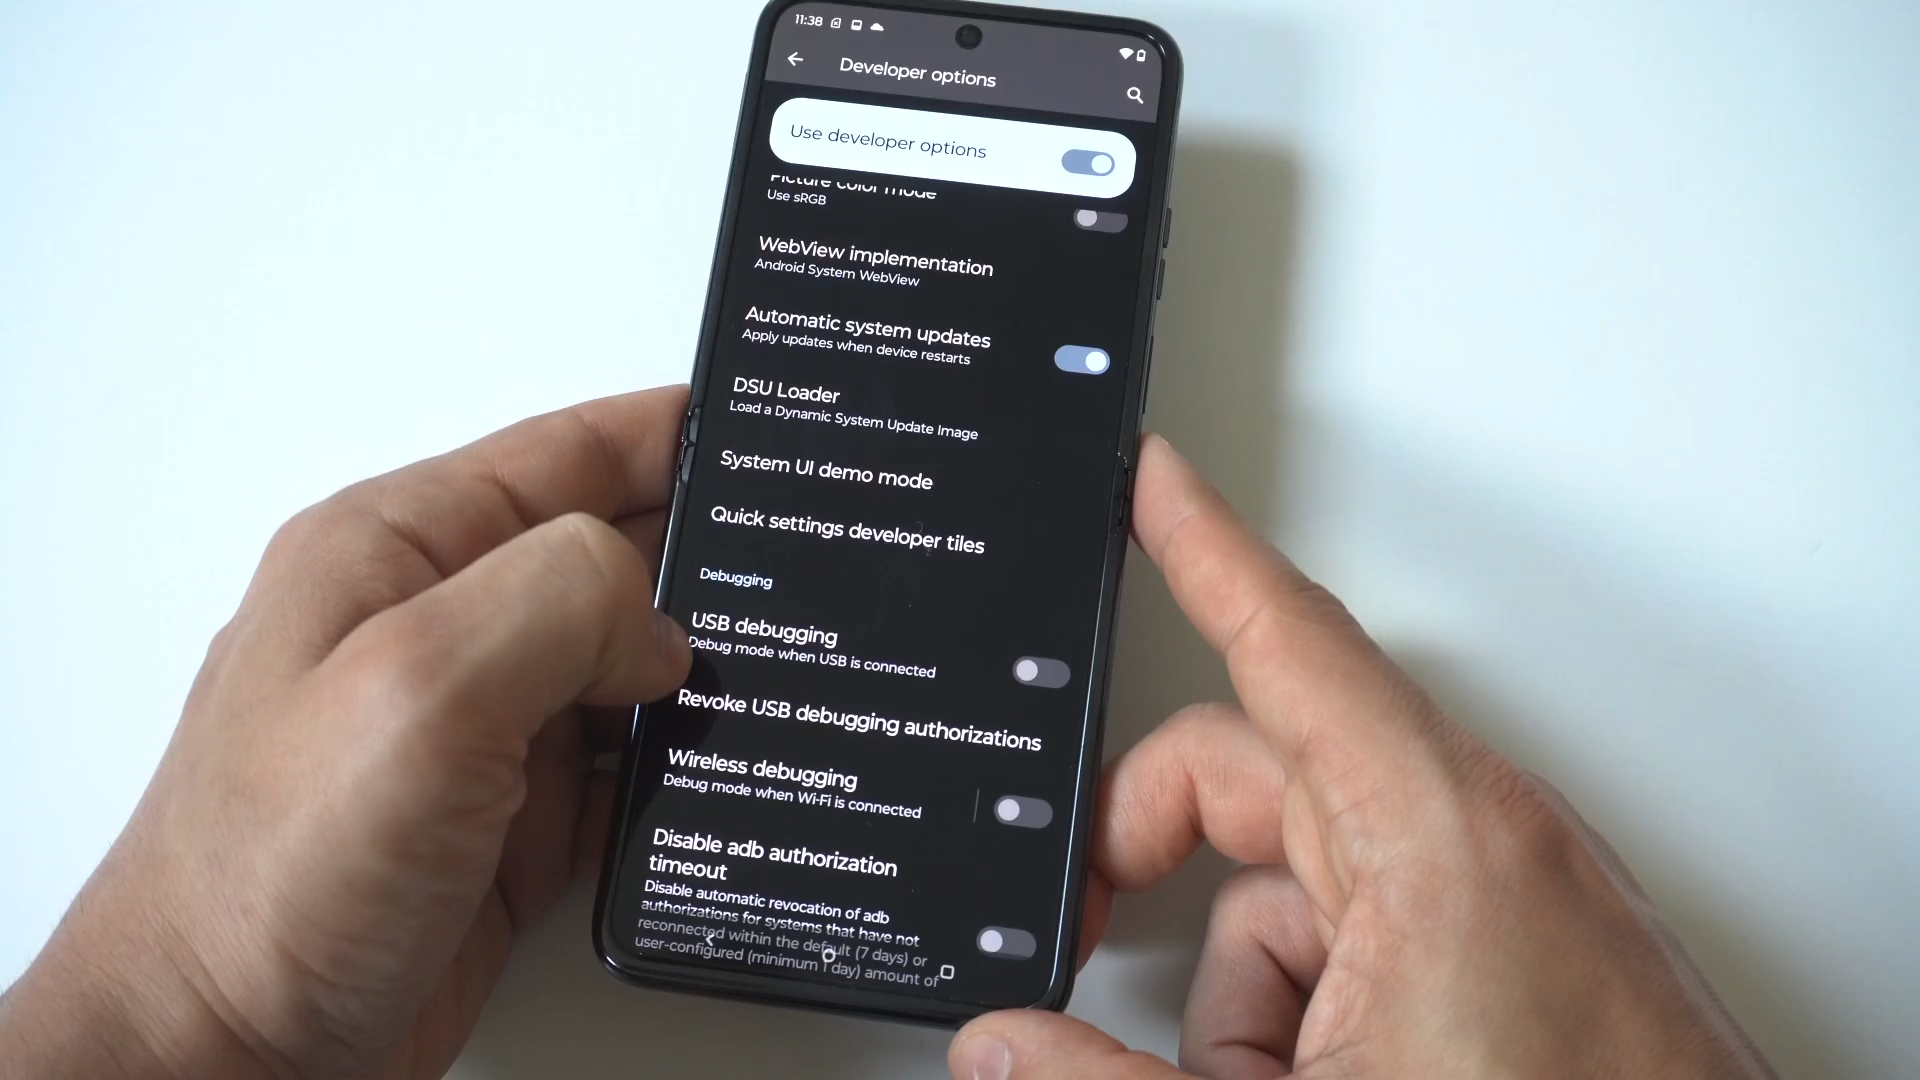 11:38
Developer options
Use developer options
Picture color mode
Use sRGB
WebView implementation
Android System WebView
Automatic system updates
Apply updates when device restarts
DSU Loader
Load a Dynamic System Update Image
System UI demo mode
Quick settings developer tiles
Debugging
USB debugging
Debug mode when USB is connected
Revoke USB debugging authorizations
Wireless debugging
Debug mode when Wi-Fi is connected
Disable adb authorization
timeout
Disable automatic revocation of adb
authorizations for systems that have not
reconnected within the default (7 days) or
user-configured (minimum 1 day) amount of